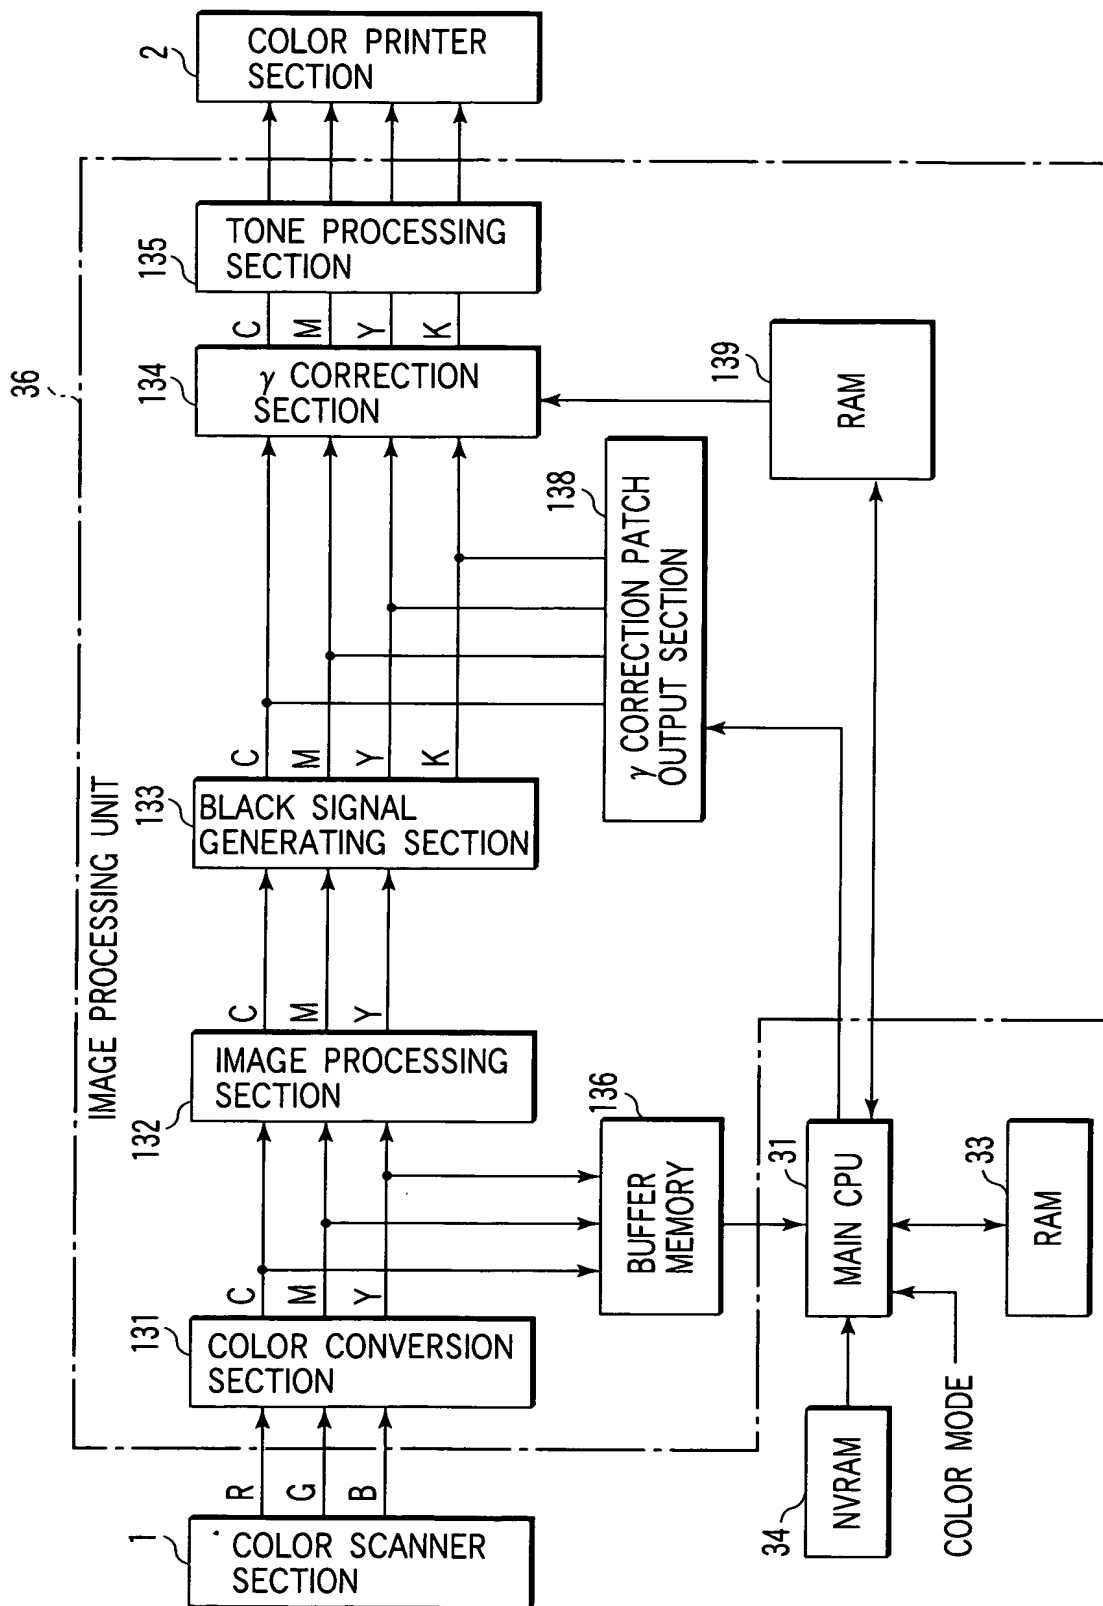 36
IMAGE PROCESSING UNIT
1
COLOR SCANNER
SECTION
R
G
B
131
COLOR CONVERSION
SECTION
C
M
Y
132
IMAGE PROCESSING
SECTION
C
M
Y
133
BLACK SIGNAL
GENERATING SECTION
C
M
Y
K
134
γ CORRECTION
SECTION
C
M
Y
K
135
TONE PROCESSING
SECTION
2
COLOR PRINTER
SECTION
136
BUFFER
MEMORY
138
γ CORRECTION PATCH
OUTPUT SECTION
139
RAM
34
NVRAM
COLOR MODE
31
MAIN CPU
33
RAM